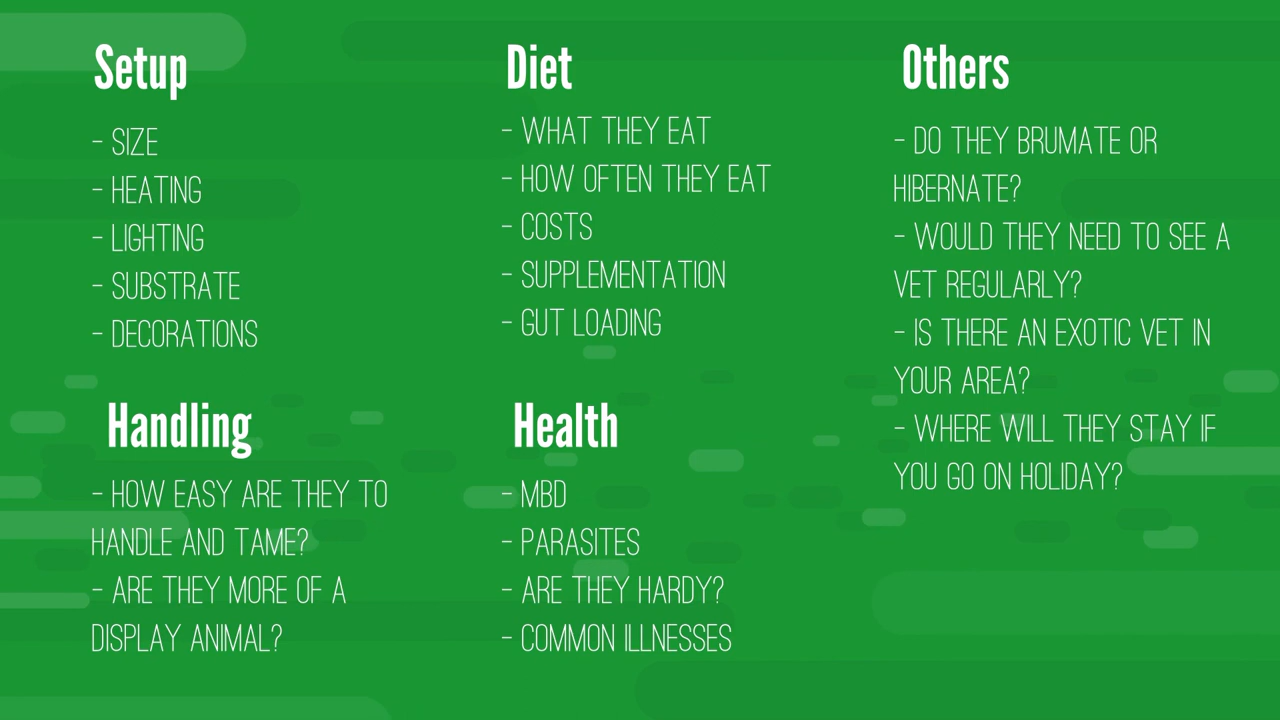 Setup
- SIZE
- HEATING
- LIGHTING
- SUBSTRATE
- DECORATIONS
Handling
- HOW EASY ARE THEY TO
HANDLE AND TAME?
- ARE THEY MORE OF A
DISPLAY ANIMAL?
Diet
- WHAT THEY EAT
- HOW OFTEN THEY EAT
- COSTS
- SUPPLEMENTATION
- GUT LOADING
Health
- MBD
- PARASITES
- ARE THEY HARDY?
- COMMON ILLNESSES
Others
- DO THEY BRUMATE OR
HIBERNATE?
- WOULD THEY NEED TO SEE A
VET REGULARLY?
- IS THERE AN EXOTIC VET IN
YOUR AREA?
- WHERE WILL THEY STAY IF
YOU GO ON HOLIDAY?